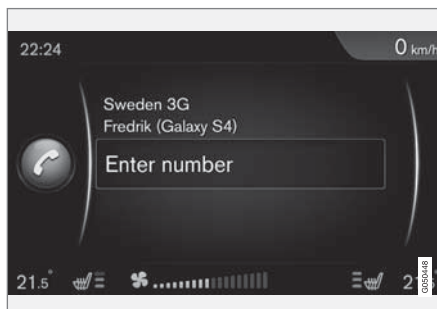 22:24
0 km/h
Sweden 3G
Fredrik (Galaxy S4)
Enter number
21.5°
G050448